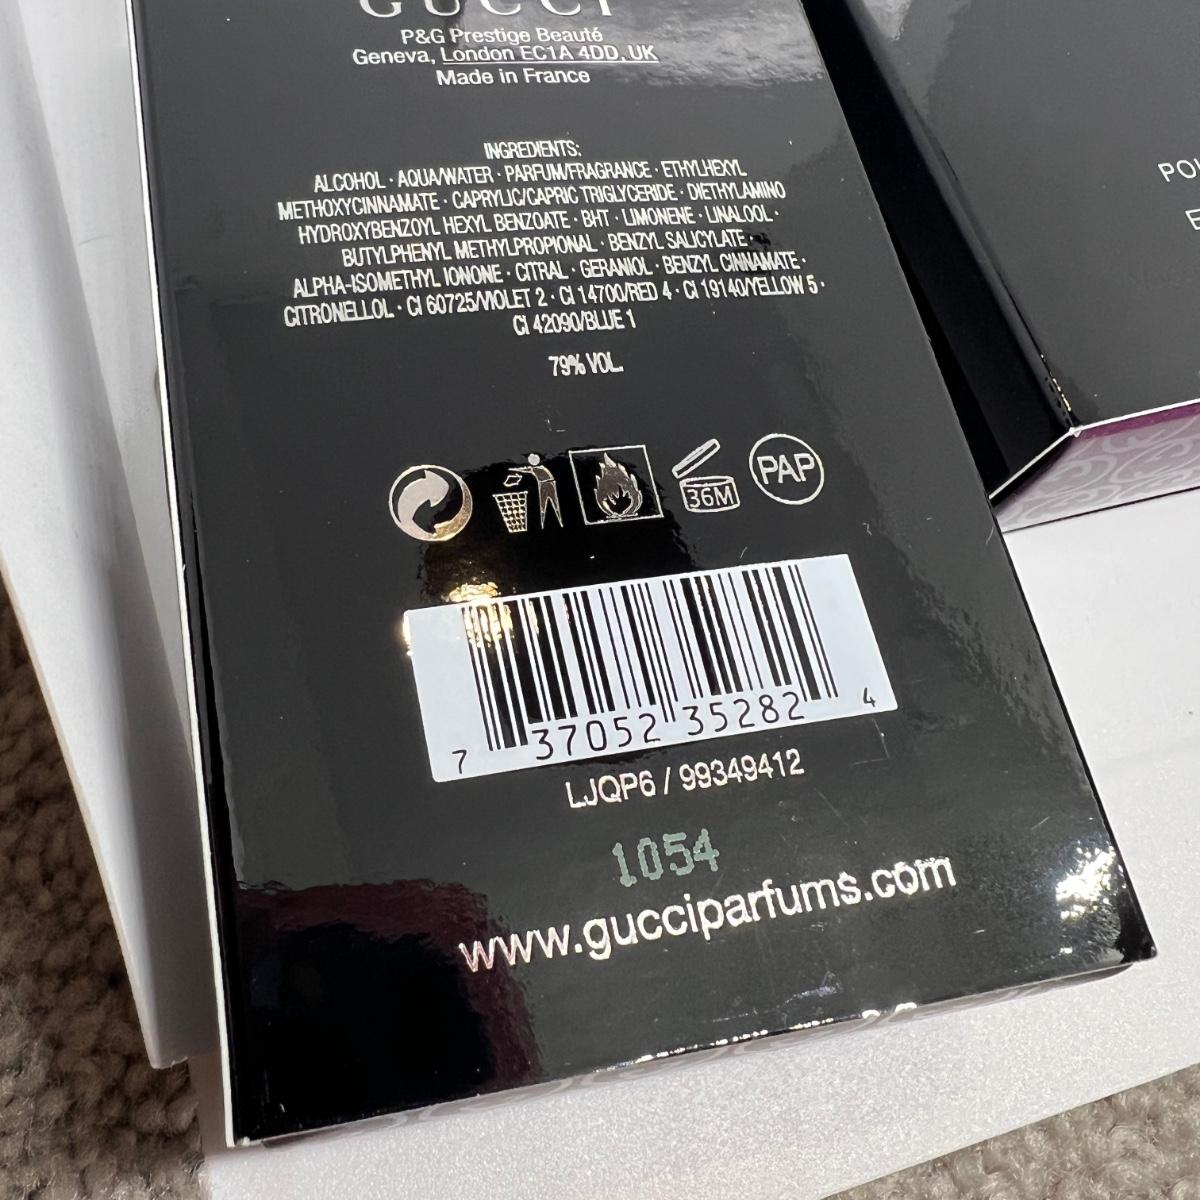 GUCCI
P&G Prestige Beauté
Geneva, London EC1A 4DD, UK
Made in France
INGREDIENTS:
ALCOHOL · AQUA/WATER · PARFUM/FRAGRANCE · ETHYLHEXYL
METHOXYCINNAMATE · CAPRYLIC/CAPRIC TRIGLYCERIDE · DIETHYLAMINO
HYDROXYBENZOYL HEXYL BENZOATE · BHT · LIMONENE · LINALOOL ·
BUTYLPHENYL METHYLPROPIONAL · BENZYL SALICYLATE ·
ALPHA-ISOMETHYL IONONE · CITRAL · GERANIOL · BENZYL CINNAMATE ·
CITRONELLOL · CI 60725/VIOLET 2 · CI 14700/RED 4 · CI 19140/YELLOW 5 ·
CI 42090/BLUE 1
79% VOL.
36M
PAP
7 37052 35282 4
LJQP6 / 99349412
1054
www.gucciparfums.com